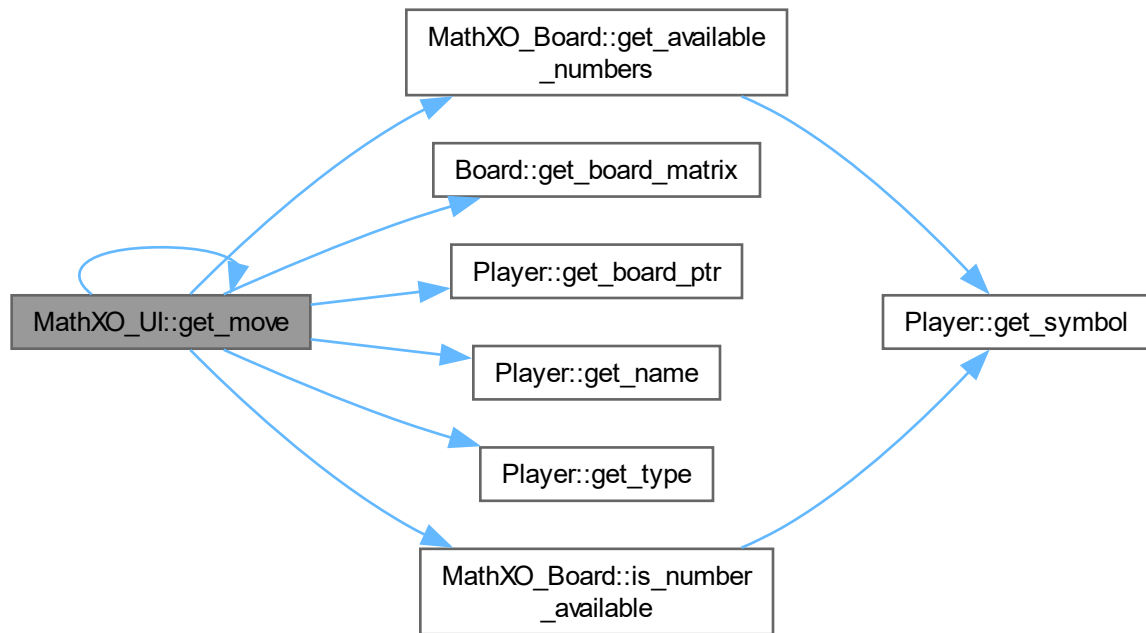 MathXO_Board::get_available
_numbers
Board::get_board_matrix
Player::get_board_ptr
MathXO_UI::get_move
Player::get_symbol
Player::get_name
Player::get_type
MathXO_Board::is_number
_available